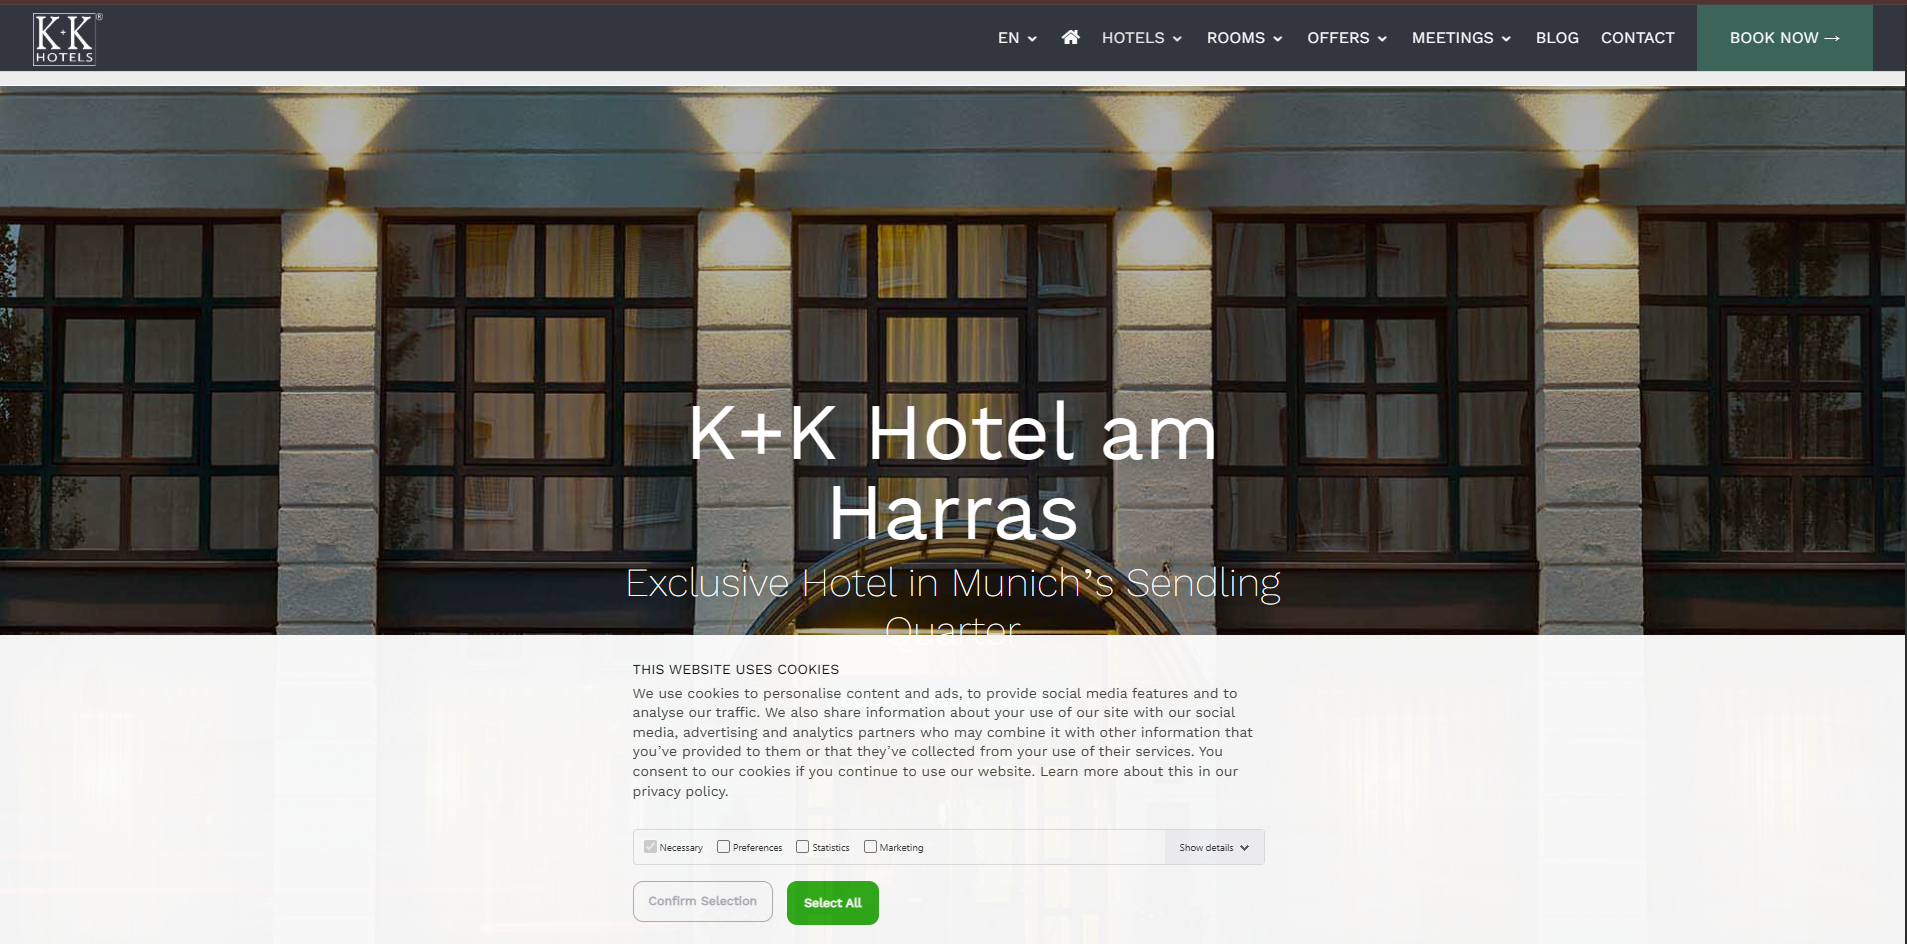 K+K®
HOTELS
EN
HOTELS
ROOMS
OFFERS
MEETINGS
BLOG
CONTACT
BOOK NOW →
K+K Hotel am
Harras
Exclusive Hotel in Munich’s Sendling
Quarter
THIS WEBSITE USES COOKIES
We use cookies to personalise content and ads, to provide social media features and to
analyse our traffic. We also share information about your use of our site with our social
media, advertising and analytics partners who may combine it with other information that
you’ve provided to them or that they’ve collected from your use of their services. You
consent to our cookies if you continue to use our website. Learn more about this in our
privacy policy.
Necessary
Preferences
Statistics
Marketing
Show details
Confirm Selection
Select All